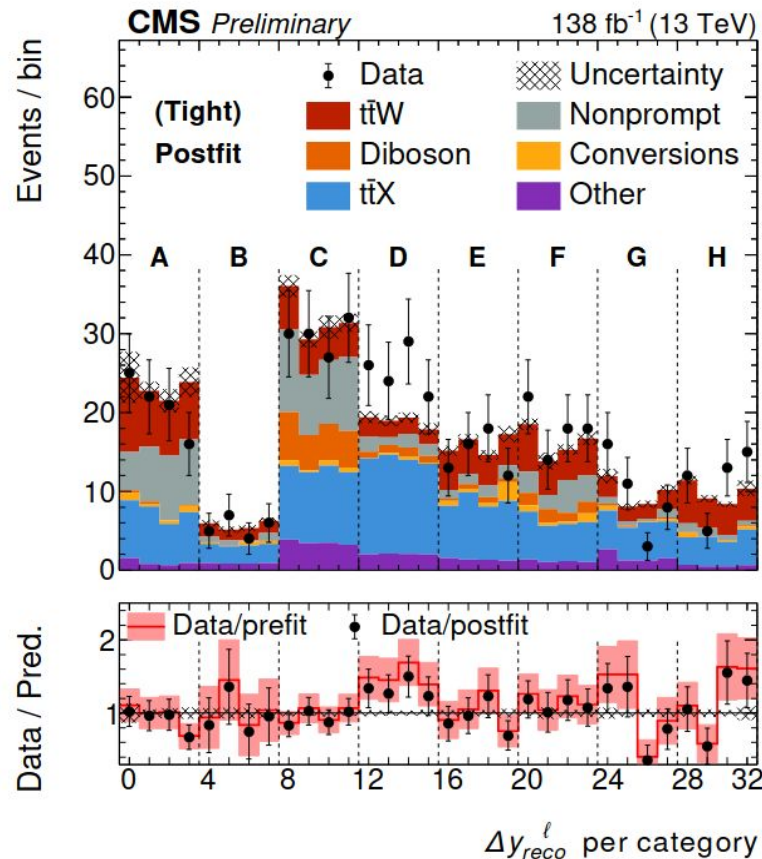 CMS Preliminary 138 fb⁻¹ (13 TeV)
Events / bin
60
50
40
30
20
10
0
(Tight)
Postfit
Data
Uncertainty
tt̄W
Nonprompt
Diboson
Conversions
tt̄X
Other
A B C D E F G H
Data / Pred.
2
1
Data/prefit Data/postfit
0 4 8 12 16 20 24 28 32
Δy_reco^ℓ per category